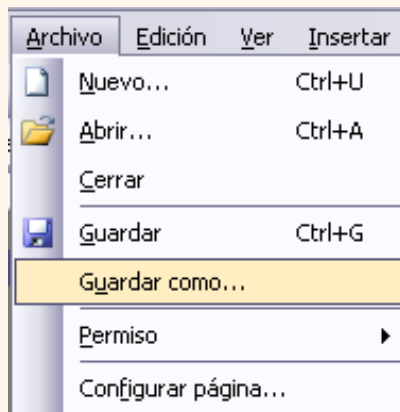 Archivo Edición Ver Insertar
Nuevo... Ctrl+U
Abrir... Ctrl+A
Cerrar
Guardar Ctrl+G
Guardar como...
Permiso
Configurar página...